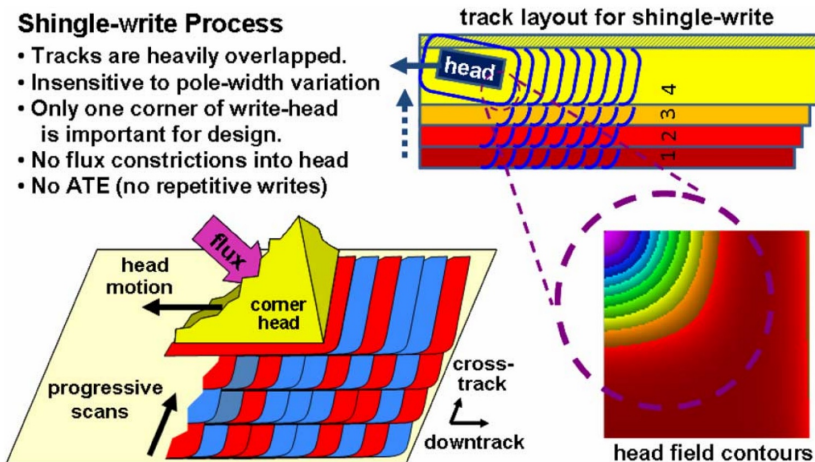 Shingle-write Process
• Tracks are heavily overlapped.
• Insensitive to pole-width variation
• Only one corner of write-head
is important for design.
• No flux constrictions into head
• No ATE (no repetitive writes)
track layout for shingle-write
head
4
3
2
1
flux
head
motion
corner
head
progressive
scans
cross-
track
downtrack
head field contours